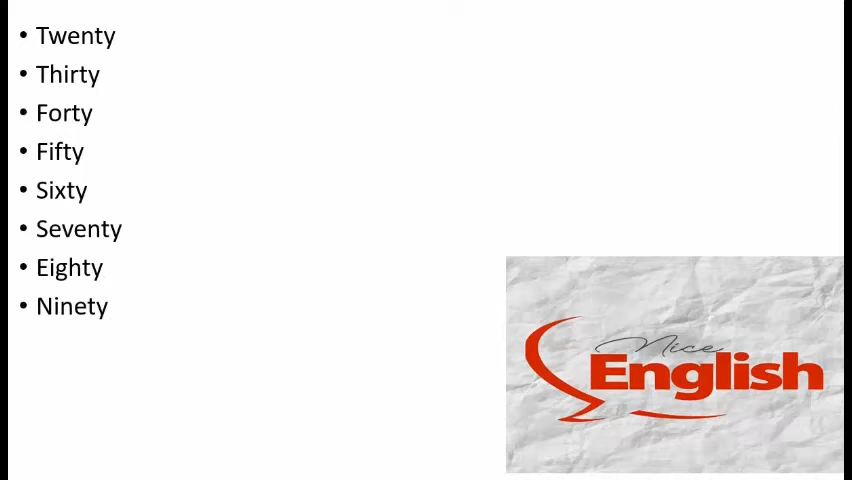 • Twenty
• Thirty
• Forty
• Fifty
• Sixty
• Seventy
• Eighty
• Ninety
Nice
English